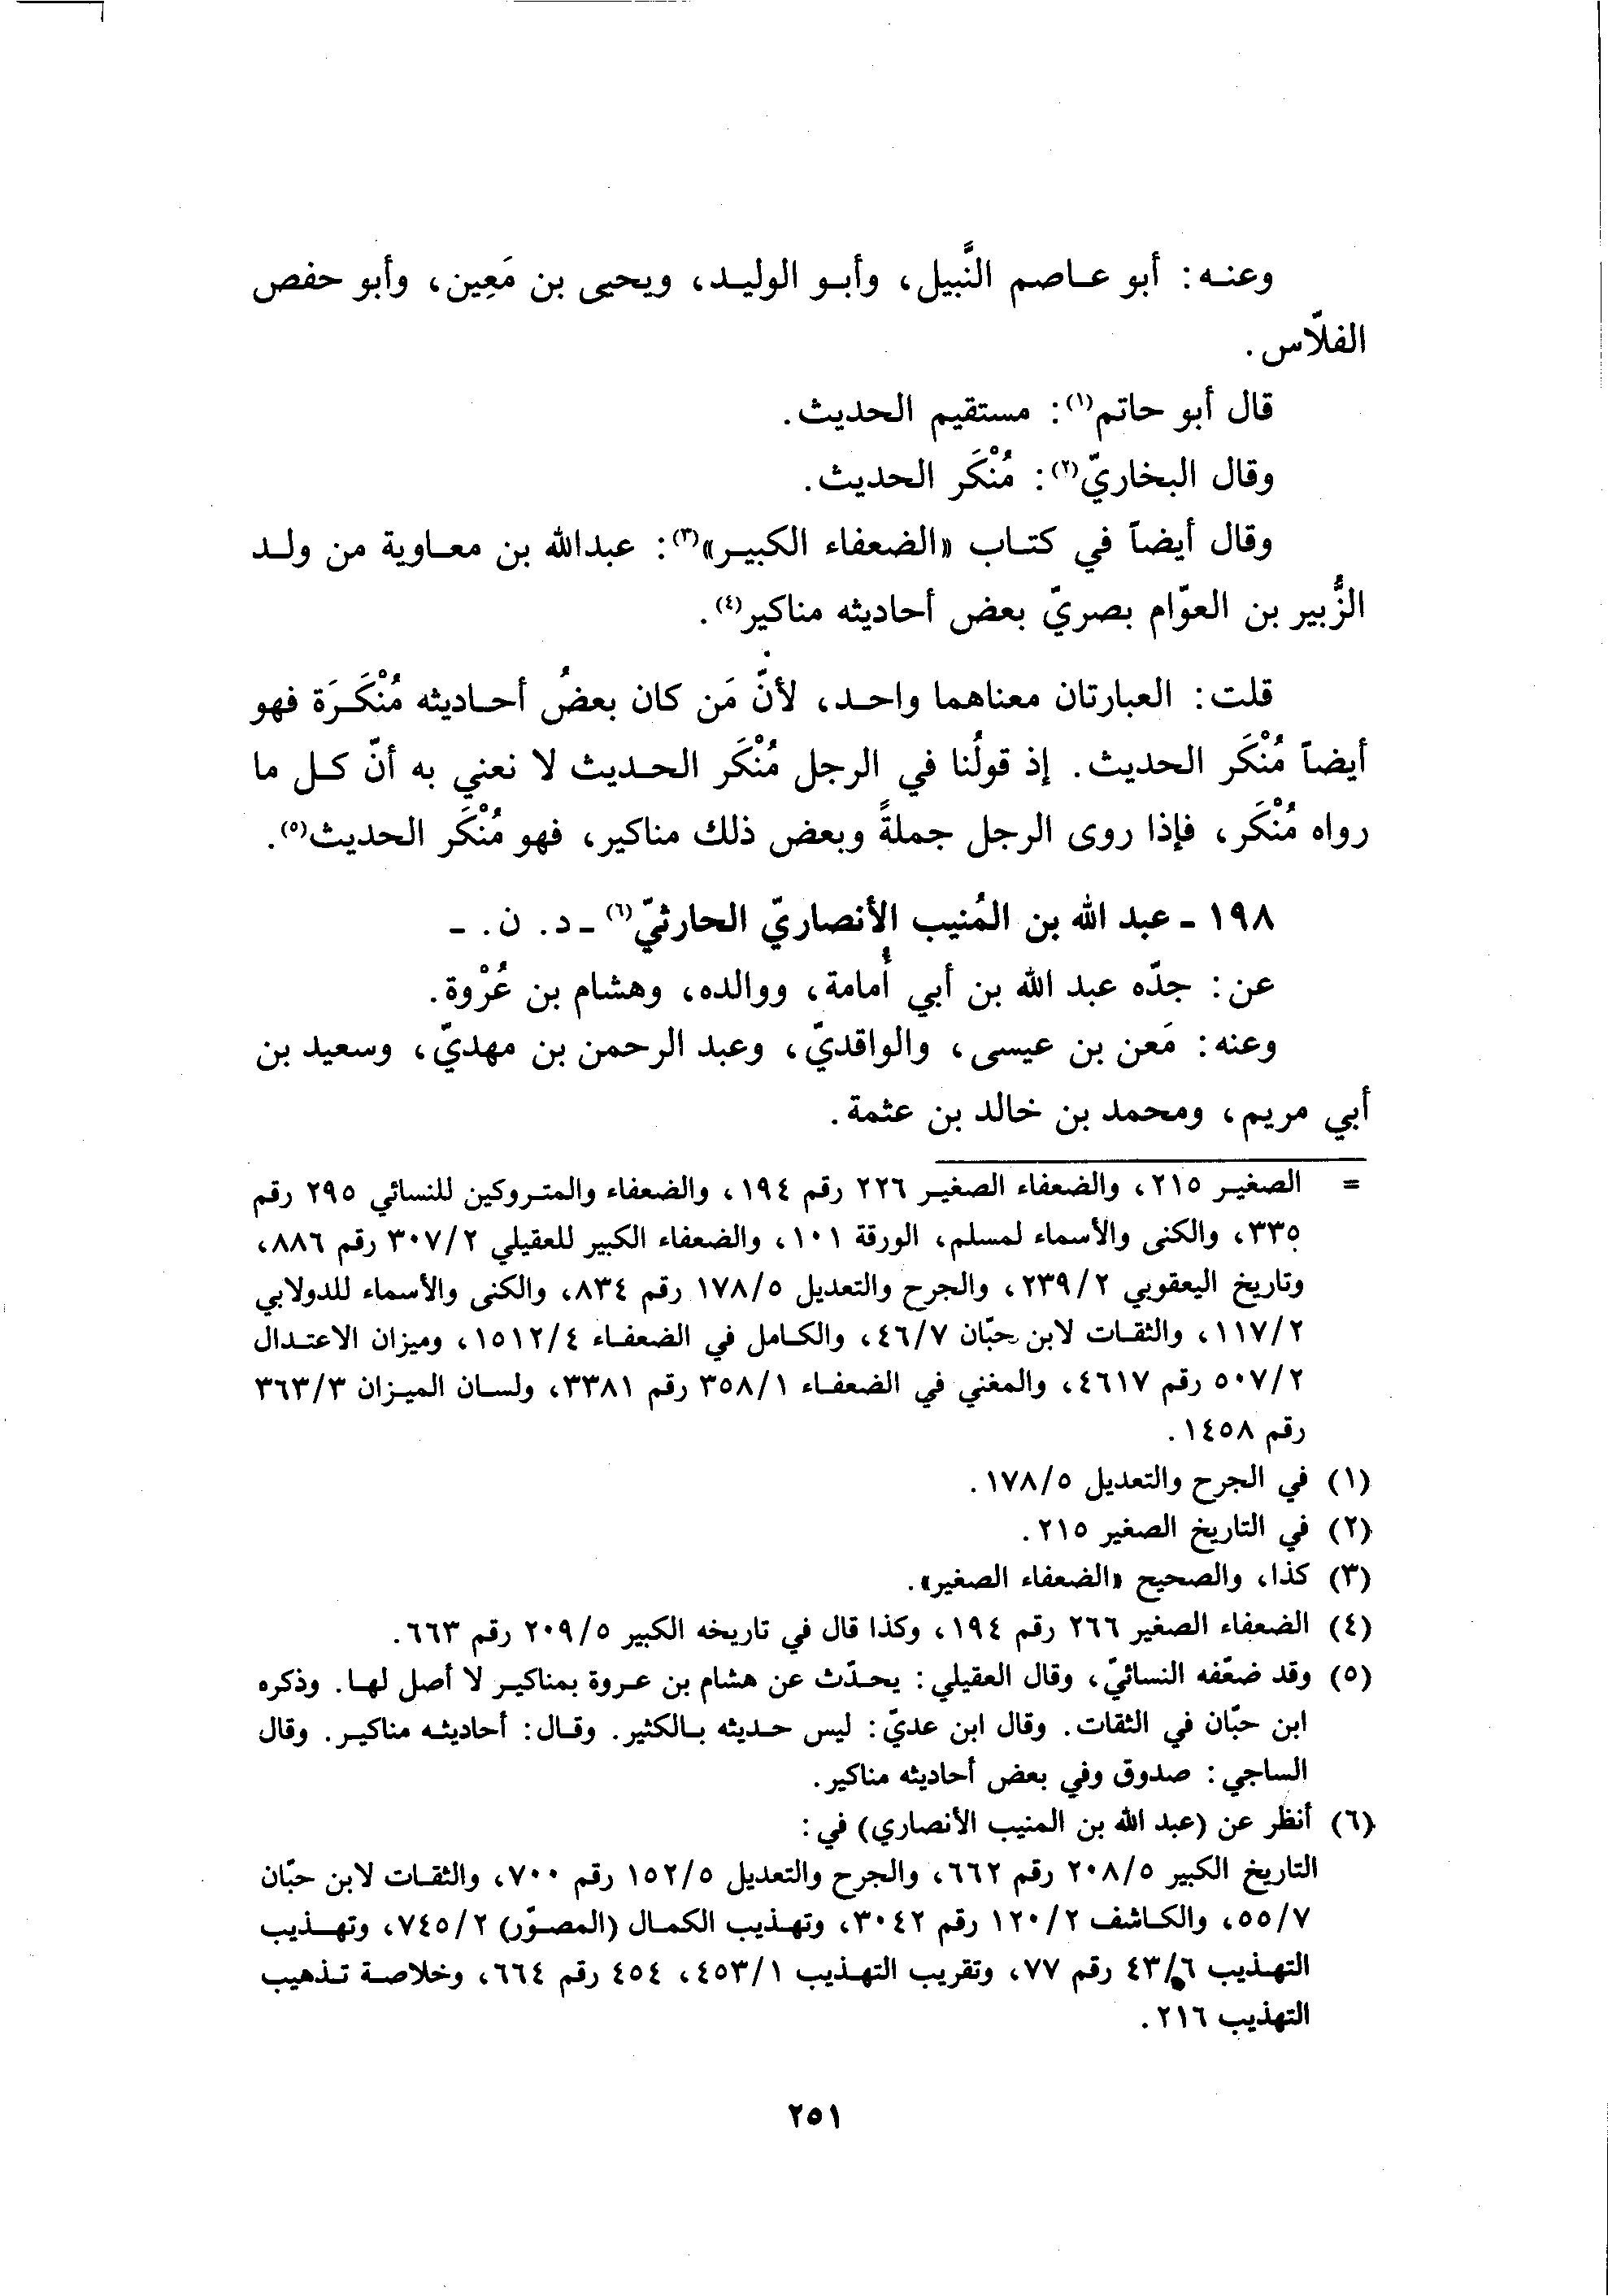 وعنه: أبو عاصم النَّبيل، وأبو الوليد، ويحيى بن مَعِين، وأبو حفص
الفلّاس.
قال أبو حاتم(١): مستقيم الحديث.
وقال البخاريّ(٢): مُنْكَر الحديث.
وقال أيضاً في كتاب «الضعفاء الكبير»(٣): عبدالله بن معاوية من ولد
الزُّبير بن العوّام بصريّ بعض أحاديثه مناكير(٤).
قلت: العبارتان معناهما واحد، لأنّ مَن كان بعضُ أحاديثه مُنْكَرَة فهو
أيضاً مُنْكَر الحديث. إذ قولُنا في الرجل مُنْكَر الحديث لا نعني به أنّ كل ما
رواه مُنْكَر، فإذا روى الرجل جملةً وبعض ذلك مناكير، فهو مُنْكَر الحديث(٥).
١٩٨ - عبد الله بن المُنيب الأنصاريّ الحارثيّ(٦) - د. ن. -
عن: جدّه عبد الله بن أبي أُمامة، ووالده، وهشام بن عُرْوة.
وعنه: مَعن بن عيسى، والواقديّ، وعبد الرحمن بن مهديّ، وسعيد بن
أبي مريم، ومحمد بن خالد بن عثمة.
= الصغير ٢١٥، والضعفاء الصغير ٢٢٦ رقم ١٩٤، والضعفاء والمتروكين للنسائي ٢٩٥ رقم
٣٣٥، والكنى والأسماء لمسلم، الورقة ١٠١، والضعفاء الكبير للعقيلي ٣٠٧/٢ رقم ٨٨٦،
وتاريخ اليعقوبي ٢٣٩/٢، والجرح والتعديل ١٧٨/٥ رقم ٨٣٤، والكنى والأسماء للدولابي
١١٧/٢، والثقات لابن حبّان ٤٦/٧، والكامل في الضعفاء ١٥١٢/٤، وميزان الاعتدال
٥٠٧/٢ رقم ٤٦١٧، والمغني في الضعفاء ٣٥٨/١ رقم ٣٣٨١، ولسان الميزان ٣٦٣/٣
رقم ١٤٥٨.
(١) في الجرح والتعديل ١٧٨/٥.
(٢) في التاريخ الصغير ٢١٥.
(٣) كذا، والصحيح «الضعفاء الصغير».
(٤) الضعفاء الصغير ٢٦٦ رقم ١٩٤، وكذا قال في تاريخه الكبير ٢٠٩/٥ رقم ٦٦٣.
(٥) وقد ضعّفه النسائيّ، وقال العقيلي: يحدّث عن هشام بن عروة بمناكير لا أصل لها. وذكره
ابن حبّان في الثقات. وقال ابن عديّ: ليس حديثه بالكثير. وقال: أحاديثه مناكير. وقال
الساجي: صدوق وفي بعض أحاديثه مناكير.
(٦) أنظر عن (عبد الله بن المنيب الأنصاري) في:
التاريخ الكبير ٢٠٨/٥ رقم ٦٦٢، والجرح والتعديل ١٥٢/٥ رقم ٧٠٠، والثقات لابن حبّان
٥٥/٧، والكاشف ١٢٠/٢ رقم ٣٠٤٢، وتهذيب الكمال (المصوّر) ٧٤٥/٢، وتهذيب
التهذيب ٤٣/٦ رقم ٧٧، وتقريب التهذيب ٤٥٣/١، ٤٥٤ رقم ٦٦٤، وخلاصة تذهيب
التهذيب ٢١٦.
٢٥١